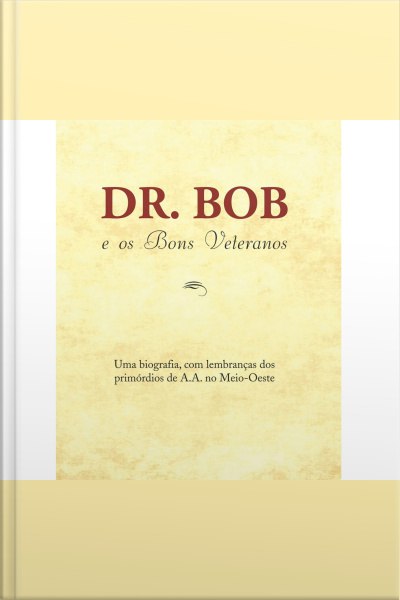 DR. BOB
e os Bons Veteranos
Uma biografia, com lembranças dos
primórdios de A.A. no Meio-Oeste